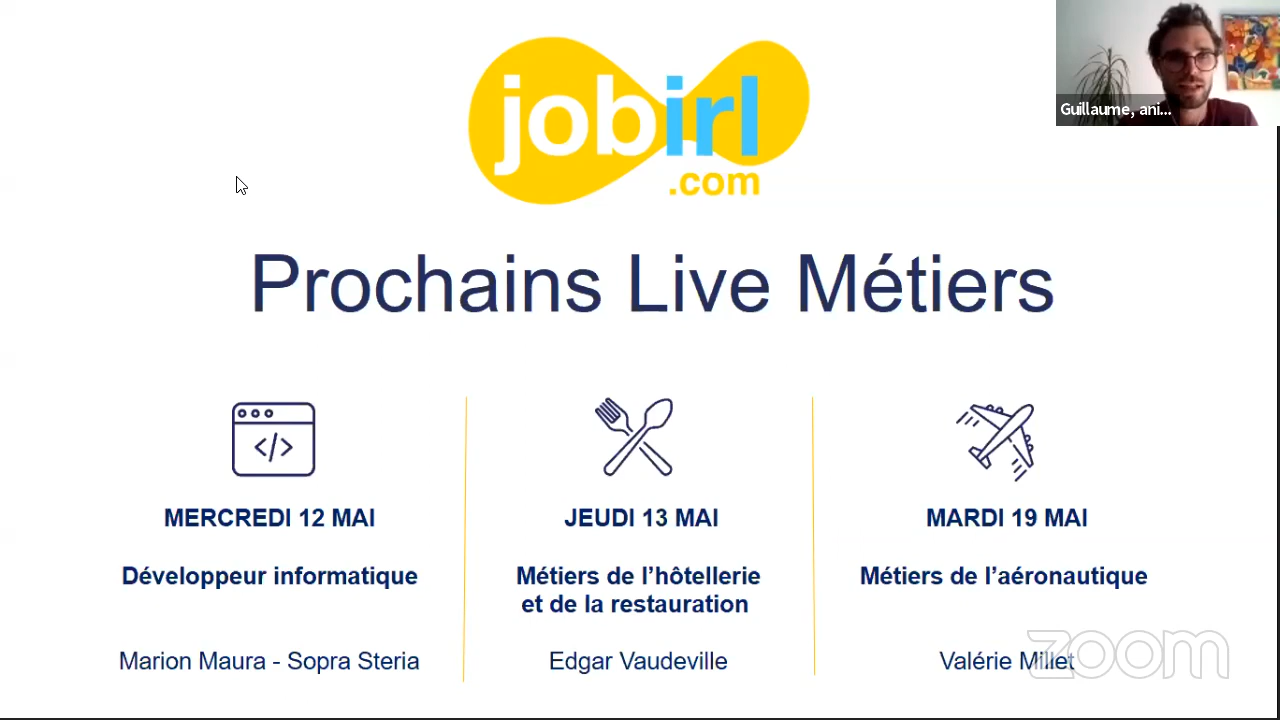 jobirl
.com
Guillaume, ani...
Prochains Live Métiers
</>
MERCREDI 12 MAI
Développeur informatique
Marion Maura - Sopra Steria
JEUDI 13 MAI
Métiers de l’hôtellerie
et de la restauration
Edgar Vaudeville
MARDI 19 MAI
Métiers de l’aéronautique
Valérie Millet
zoom